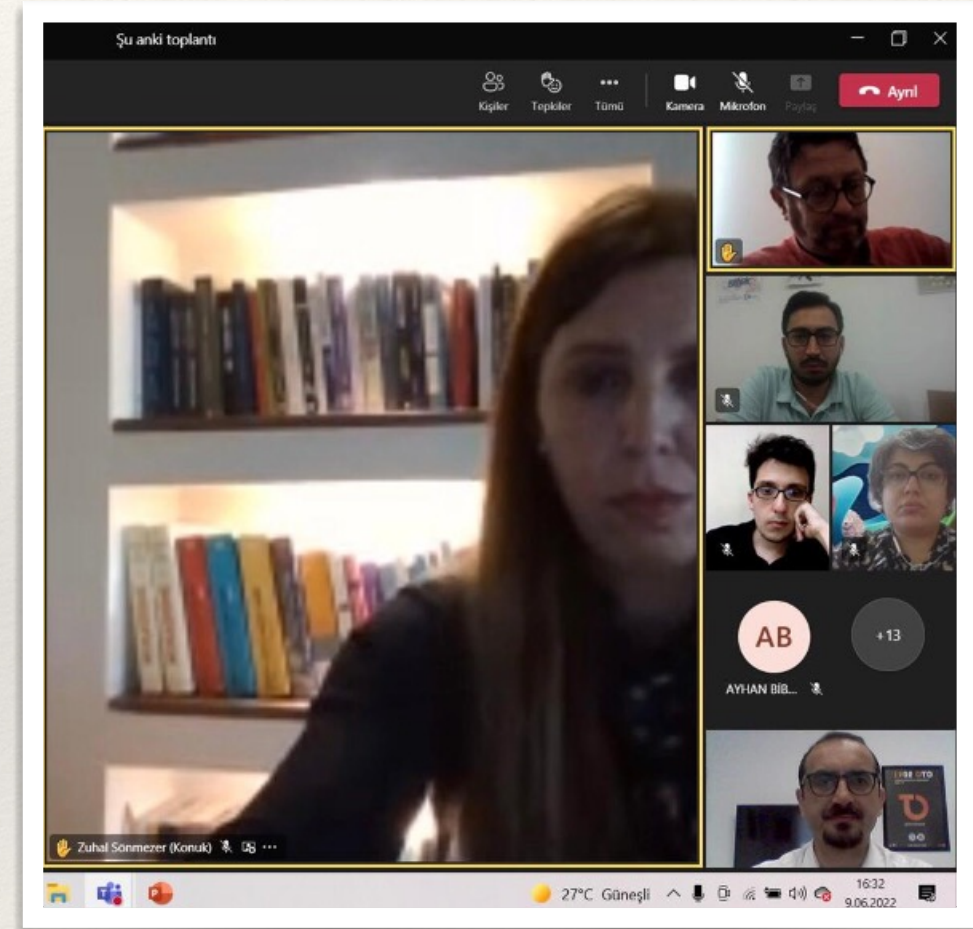 Şu anki toplantı
Kişiler
Tepkiler
Tümü
Kamera
Mikrofon
Paylaş
Ayrıl
AB
+13
AYHAN BİB...
Zuhal Sönmezer (Konuk)
27°C Güneşli
16:32
9.06.2022